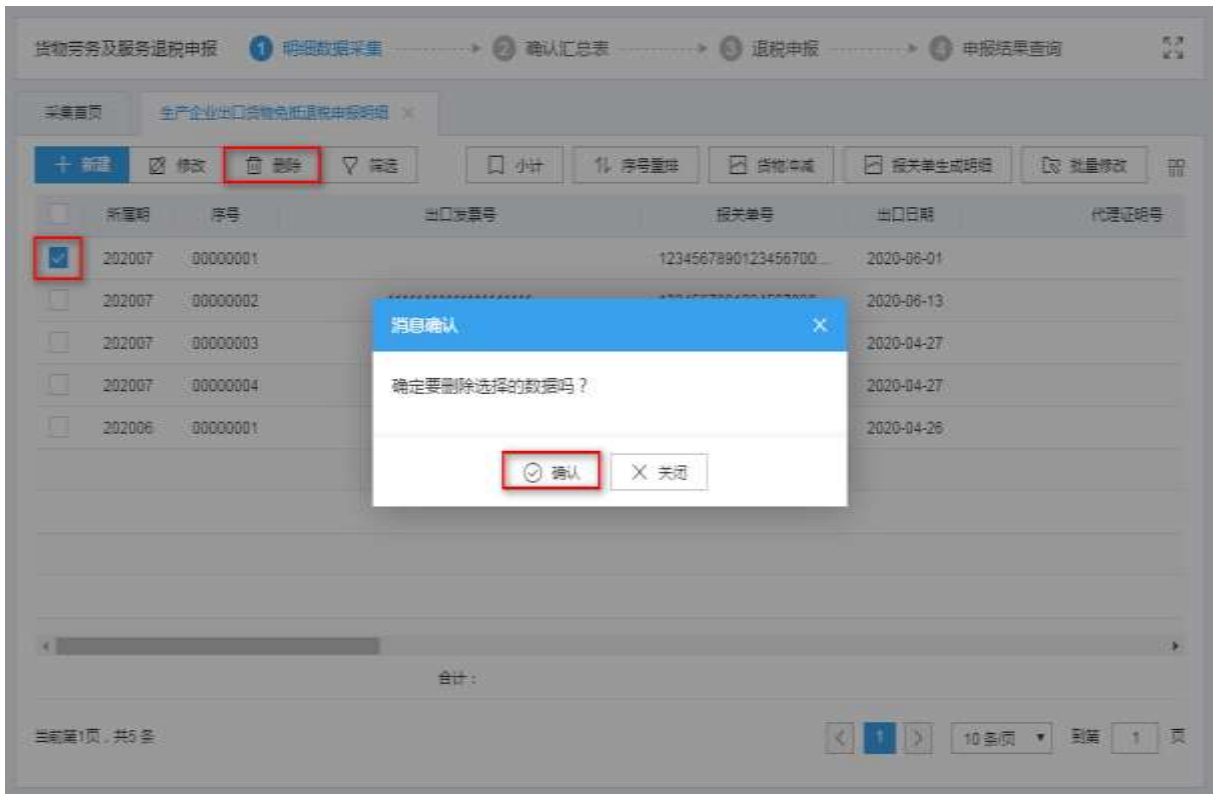 货物劳务及服务退税申报 1 明细数据采集 2 确认汇总表 3 退税申报 4 申报结果查询
采集首页 生产企业出口货物免抵退税申报明细
新建 修改 删除 筛选 小计 序号重排 货物冲减 报关单生成明细 批量修改
所属期 序号 出口发票号 报关单号 出口日期 代理证明号
202007 00000001 1234567890123456700... 2020-06-01
202007 00000002 2020-06-13
消息确认
202007 00000003 2020-04-27
确定要删除选择的数据吗？
202007 00000004 2020-04-27
202006 00000001 2020-04-26
确认 关闭
合计：
当前第1页，共5条 1 10条/页 到第 1 页